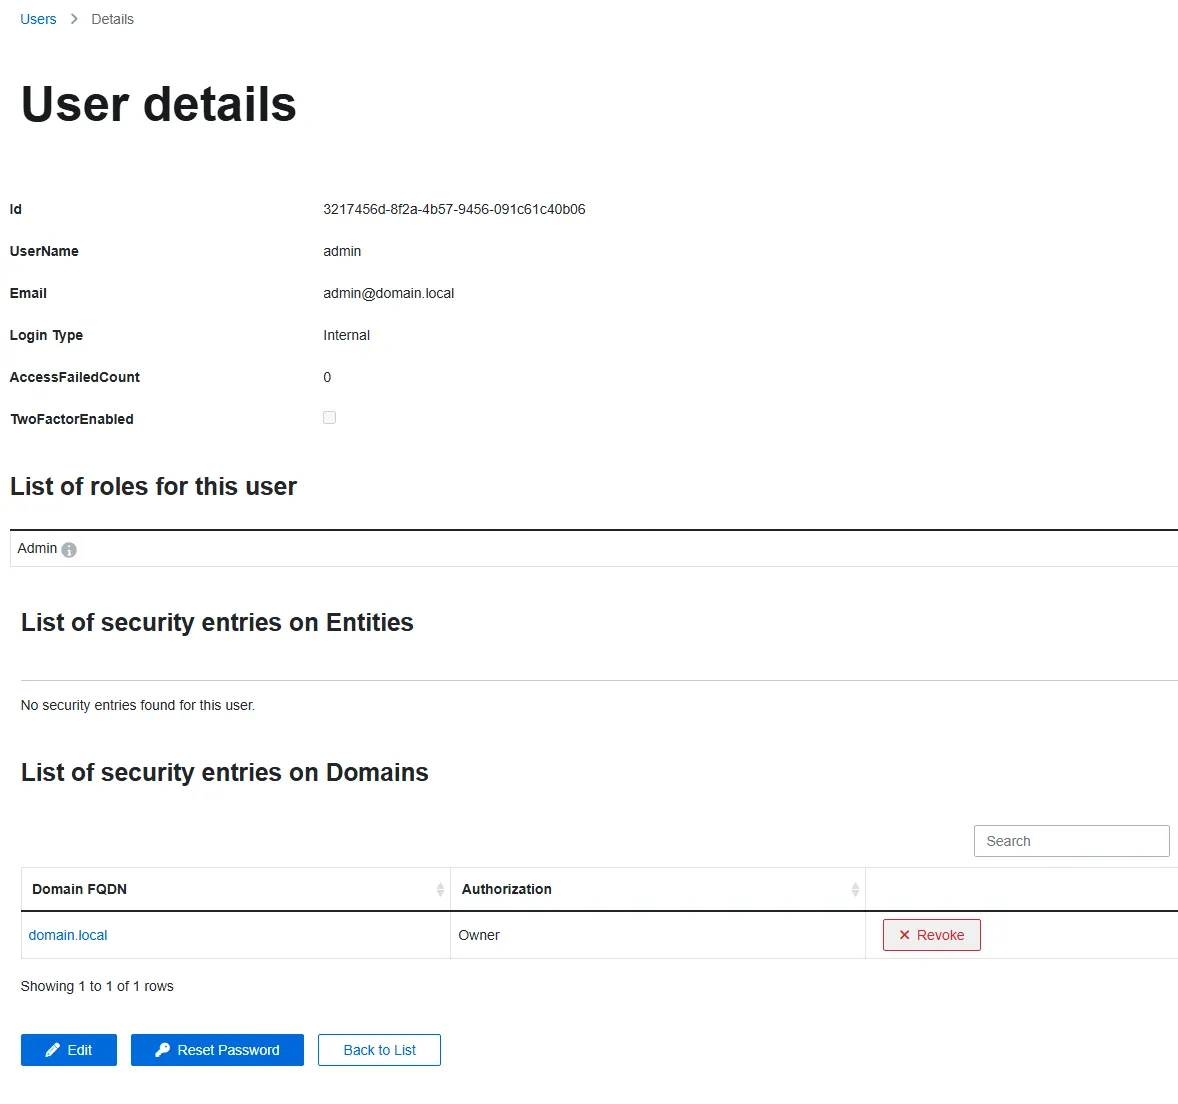 Users > Details
User details
Id 3217456d-8f2a-4b57-9456-091c61c40b06
UserName admin
Email admin@domain.local
Login Type Internal
AccessFailedCount 0
TwoFactorEnabled
List of roles for this user
Admin
List of security entries on Entities
No security entries found for this user.
List of security entries on Domains
Search
Domain FQDN Authorization
domain.local Owner Revoke
Showing 1 to 1 of 1 rows
Edit Reset Password Back to List